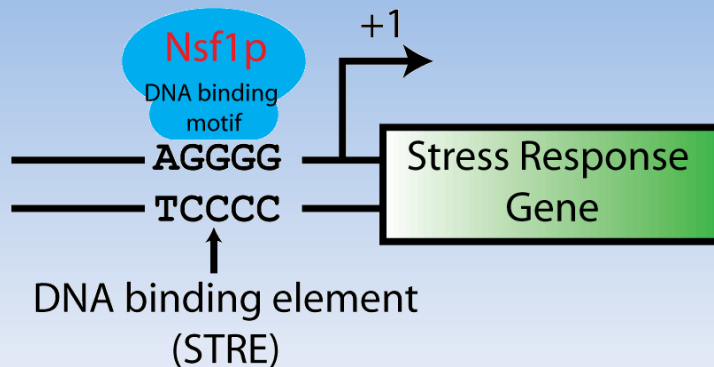 Nsf1p
DNA binding
motif
+1
AGGGG
TCCCC
Stress Response
Gene
DNA binding element
(STRE)